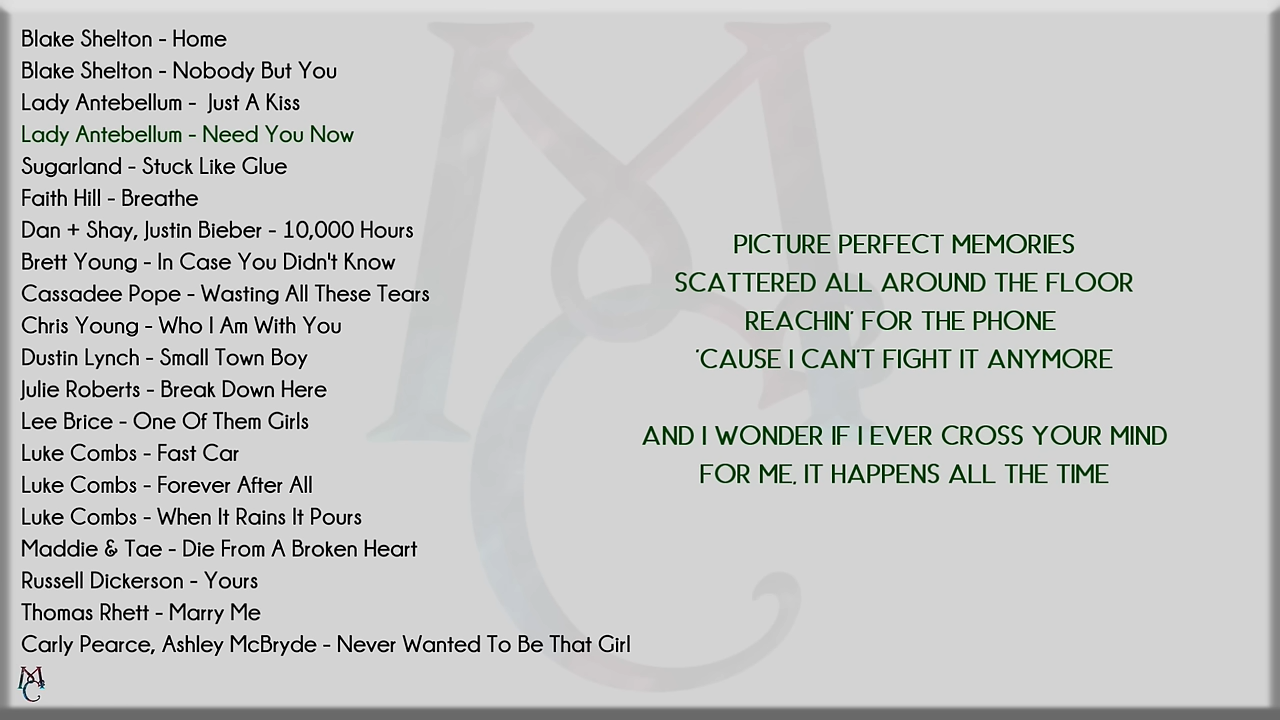 Blake Shelton - Home
Blake Shelton - Nobody But You
Lady Antebellum -  Just A Kiss
Lady Antebellum - Need You Now
Sugarland - Stuck Like Glue
Faith Hill - Breathe
Dan + Shay, Justin Bieber - 10,000 Hours
Brett Young - In Case You Didn't Know
Cassadee Pope - Wasting All These Tears
Chris Young - Who I Am With You
Dustin Lynch - Small Town Boy
Julie Roberts - Break Down Here
Lee Brice - One Of Them Girls
Luke Combs - Fast Car
Luke Combs - Forever After All
Luke Combs - When It Rains It Pours
Maddie & Tae - Die From A Broken Heart
Russell Dickerson - Yours
Thomas Rhett - Marry Me
Carly Pearce, Ashley McBryde - Never Wanted To Be That Girl
MC
PICTURE PERFECT MEMORIES
SCATTERED ALL AROUND THE FLOOR
REACHIN' FOR THE PHONE
'CAUSE I CAN'T FIGHT IT ANYMORE
AND I WONDER IF I EVER CROSS YOUR MIND
FOR ME, IT HAPPENS ALL THE TIME